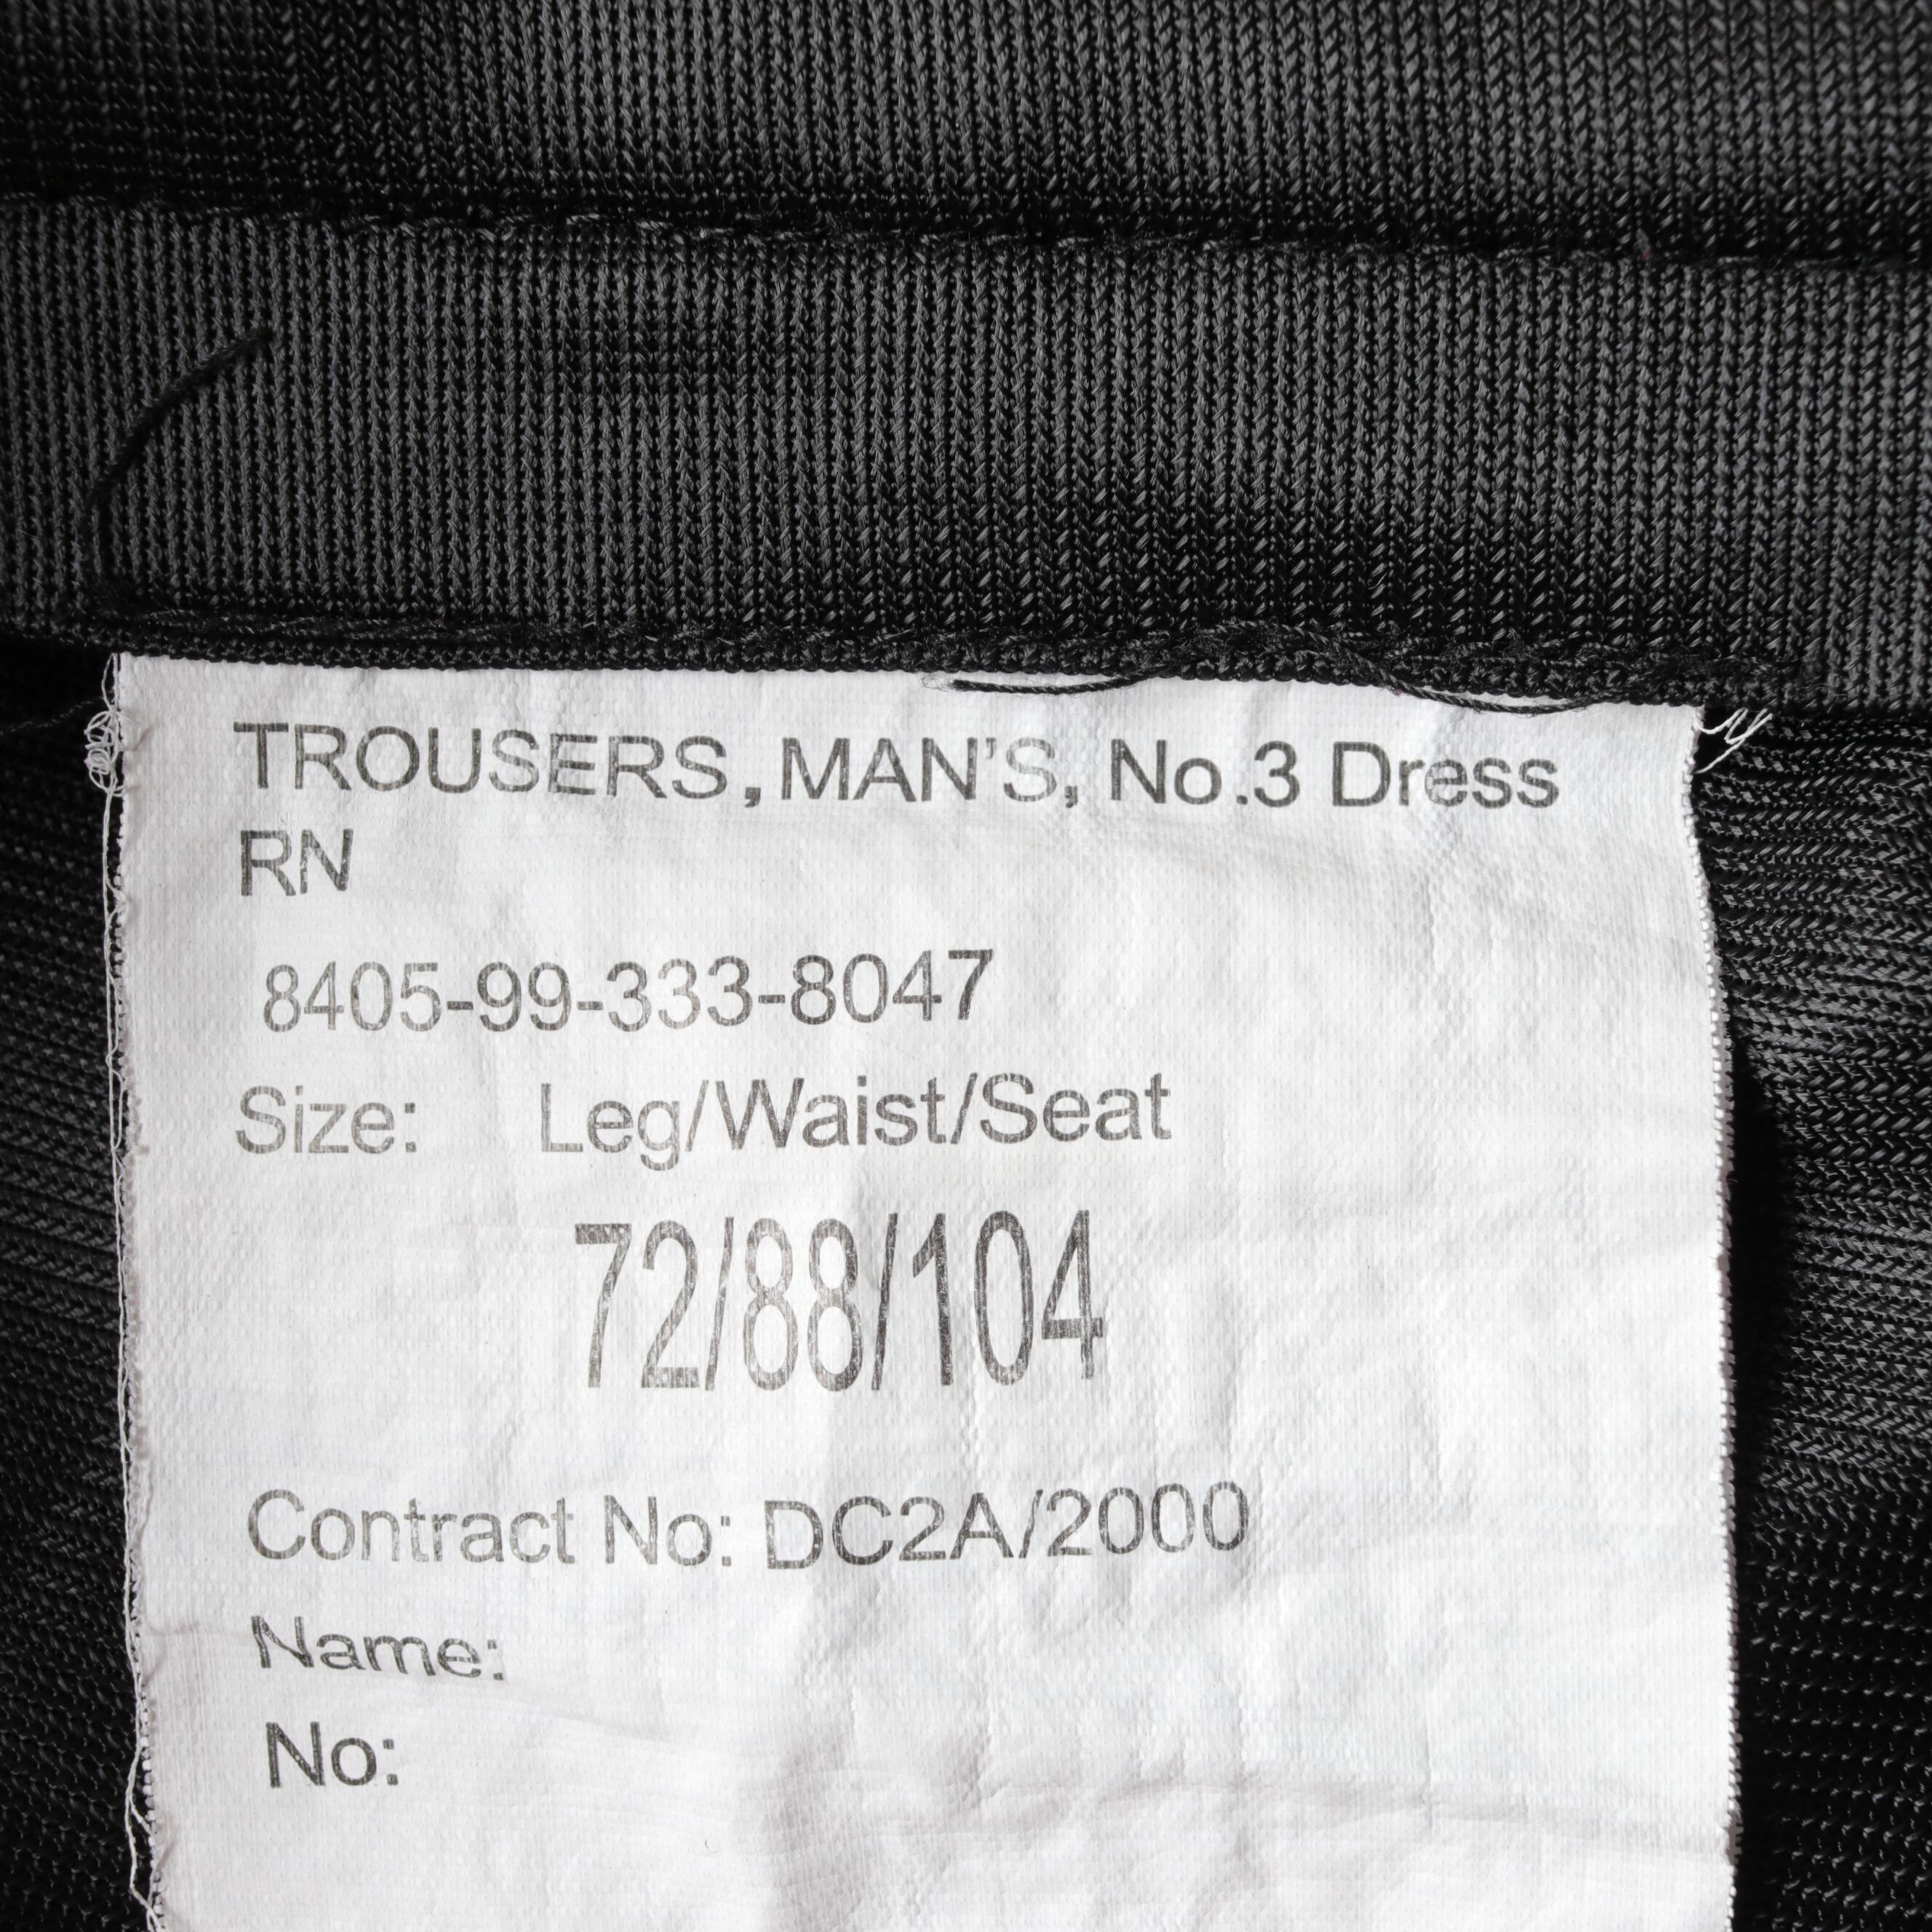 TROUSERS, MAN’S, No.3 Dress
RN
8405-99-333-8047
Size: Leg/Waist/Seat
72/88/104
Contract No: DC2A/2000
Name:
No: